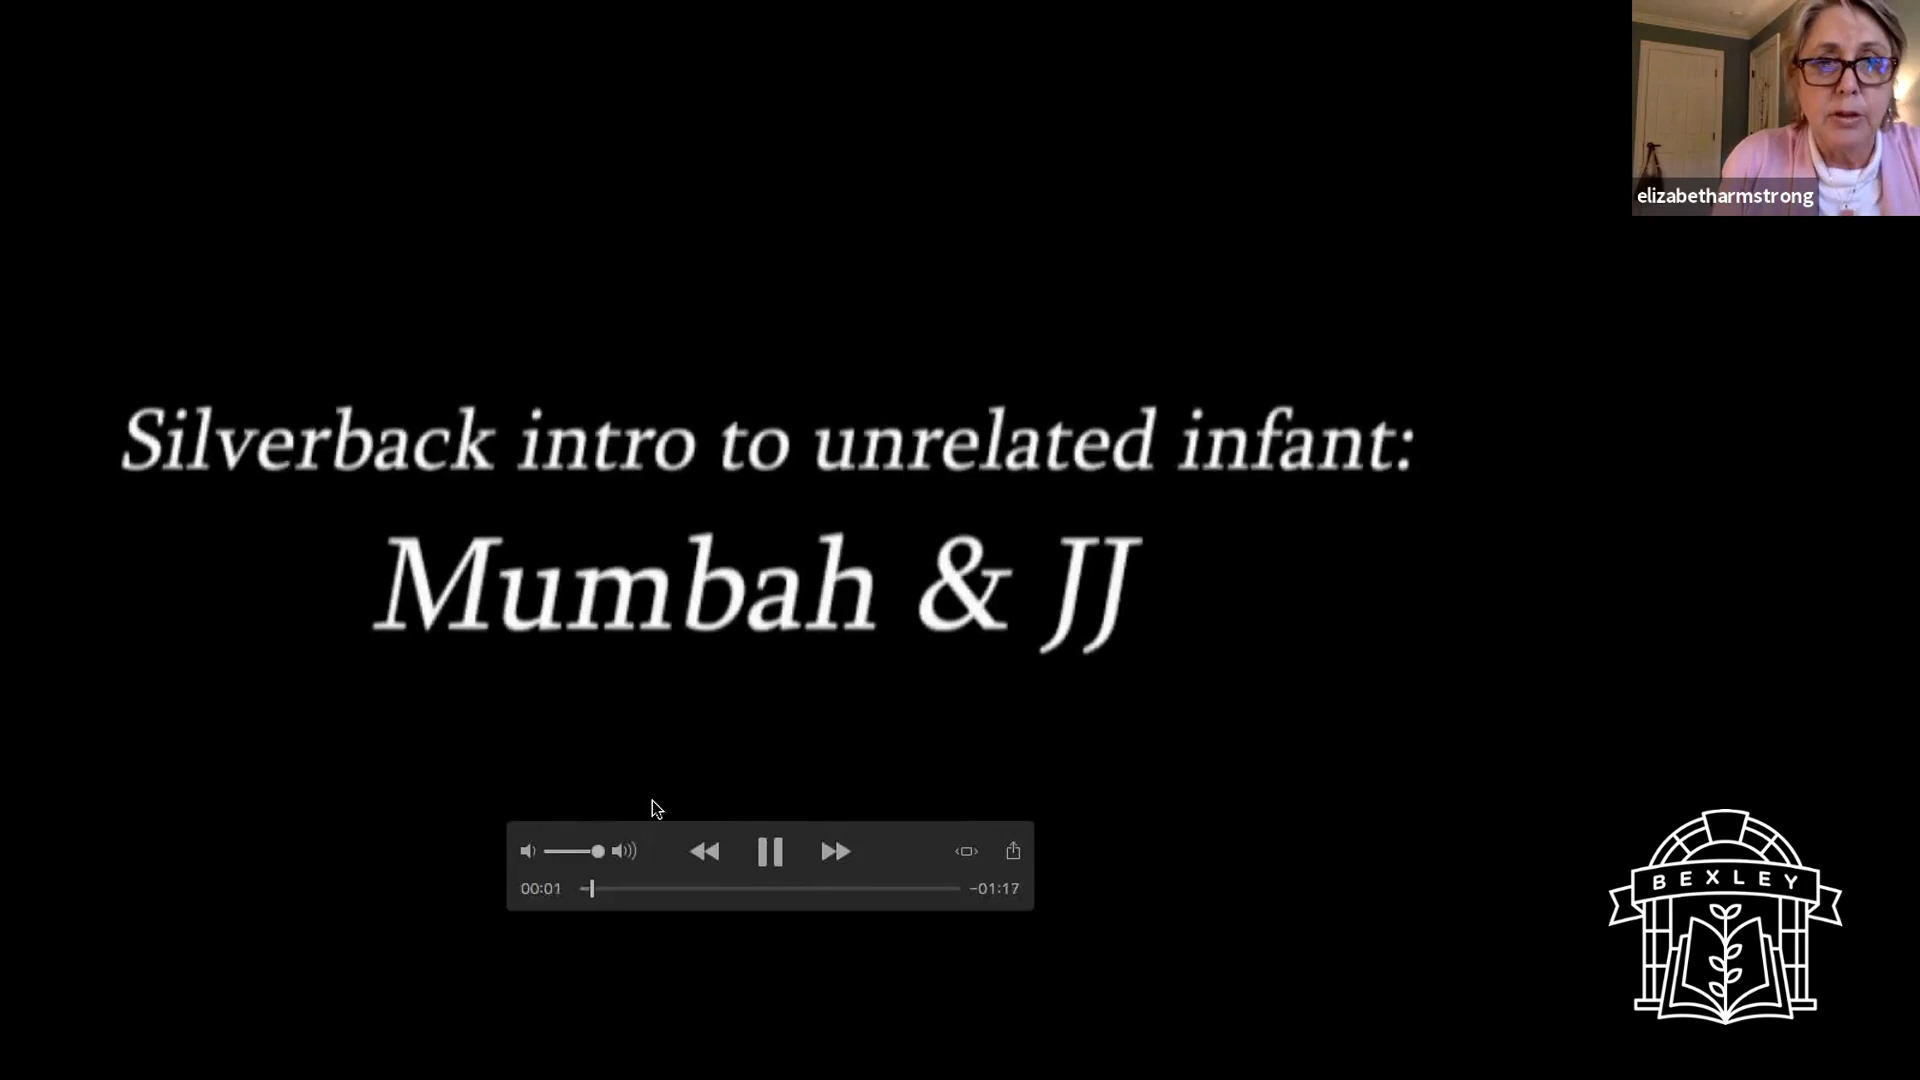 elizabetharmstrong
Silverback intro to unrelated infant:
Mumbah & JJ
00:01
-01:17
BEXLEY